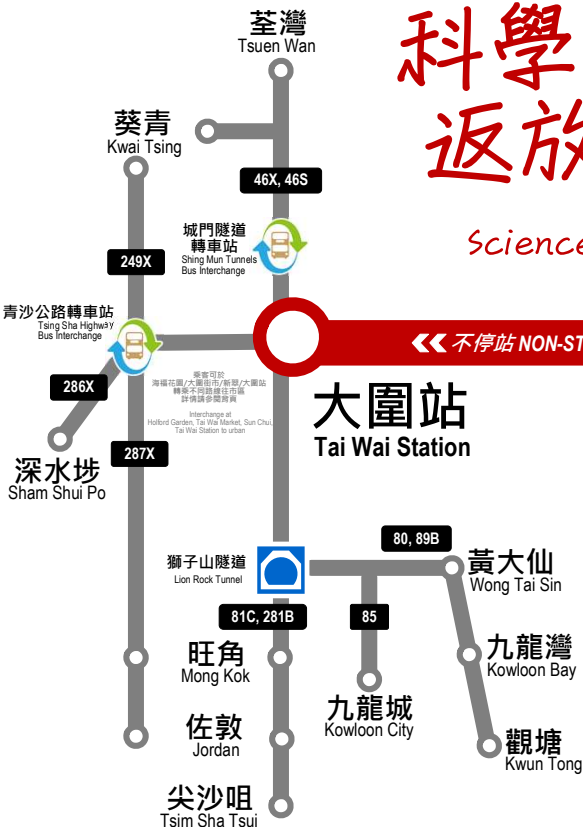 荃灣
Tsuen Wan
科學
返放
Science
葵青
Kwai Tsing
46X, 46S
城門隧道
轉車站
Shing Mun Tunnels
Bus Interchange
249X
青沙公路轉車站
Tsing Sha Highway
Bus Interchange
不停站 NON-ST
乘客可於
海福花園/大圍街市/新翠/大圍站
轉乘不同路線往市區
詳情請參閱背頁
Interchange at
Holford Garden, Tai Wai Market, Sun Chui,
Tai Wai Station to urban
大圍站
Tai Wai Station
286X
深水埗
Sham Shui Po
287X
80, 89B
獅子山隧道
Lion Rock Tunnel
黃大仙
Wong Tai Sin
81C, 281B
85
旺角
Mong Kok
九龍灣
Kowloon Bay
九龍城
Kowloon City
佐敦
Jordan
觀塘
Kwun Tong
尖沙咀
Tsim Sha Tsui